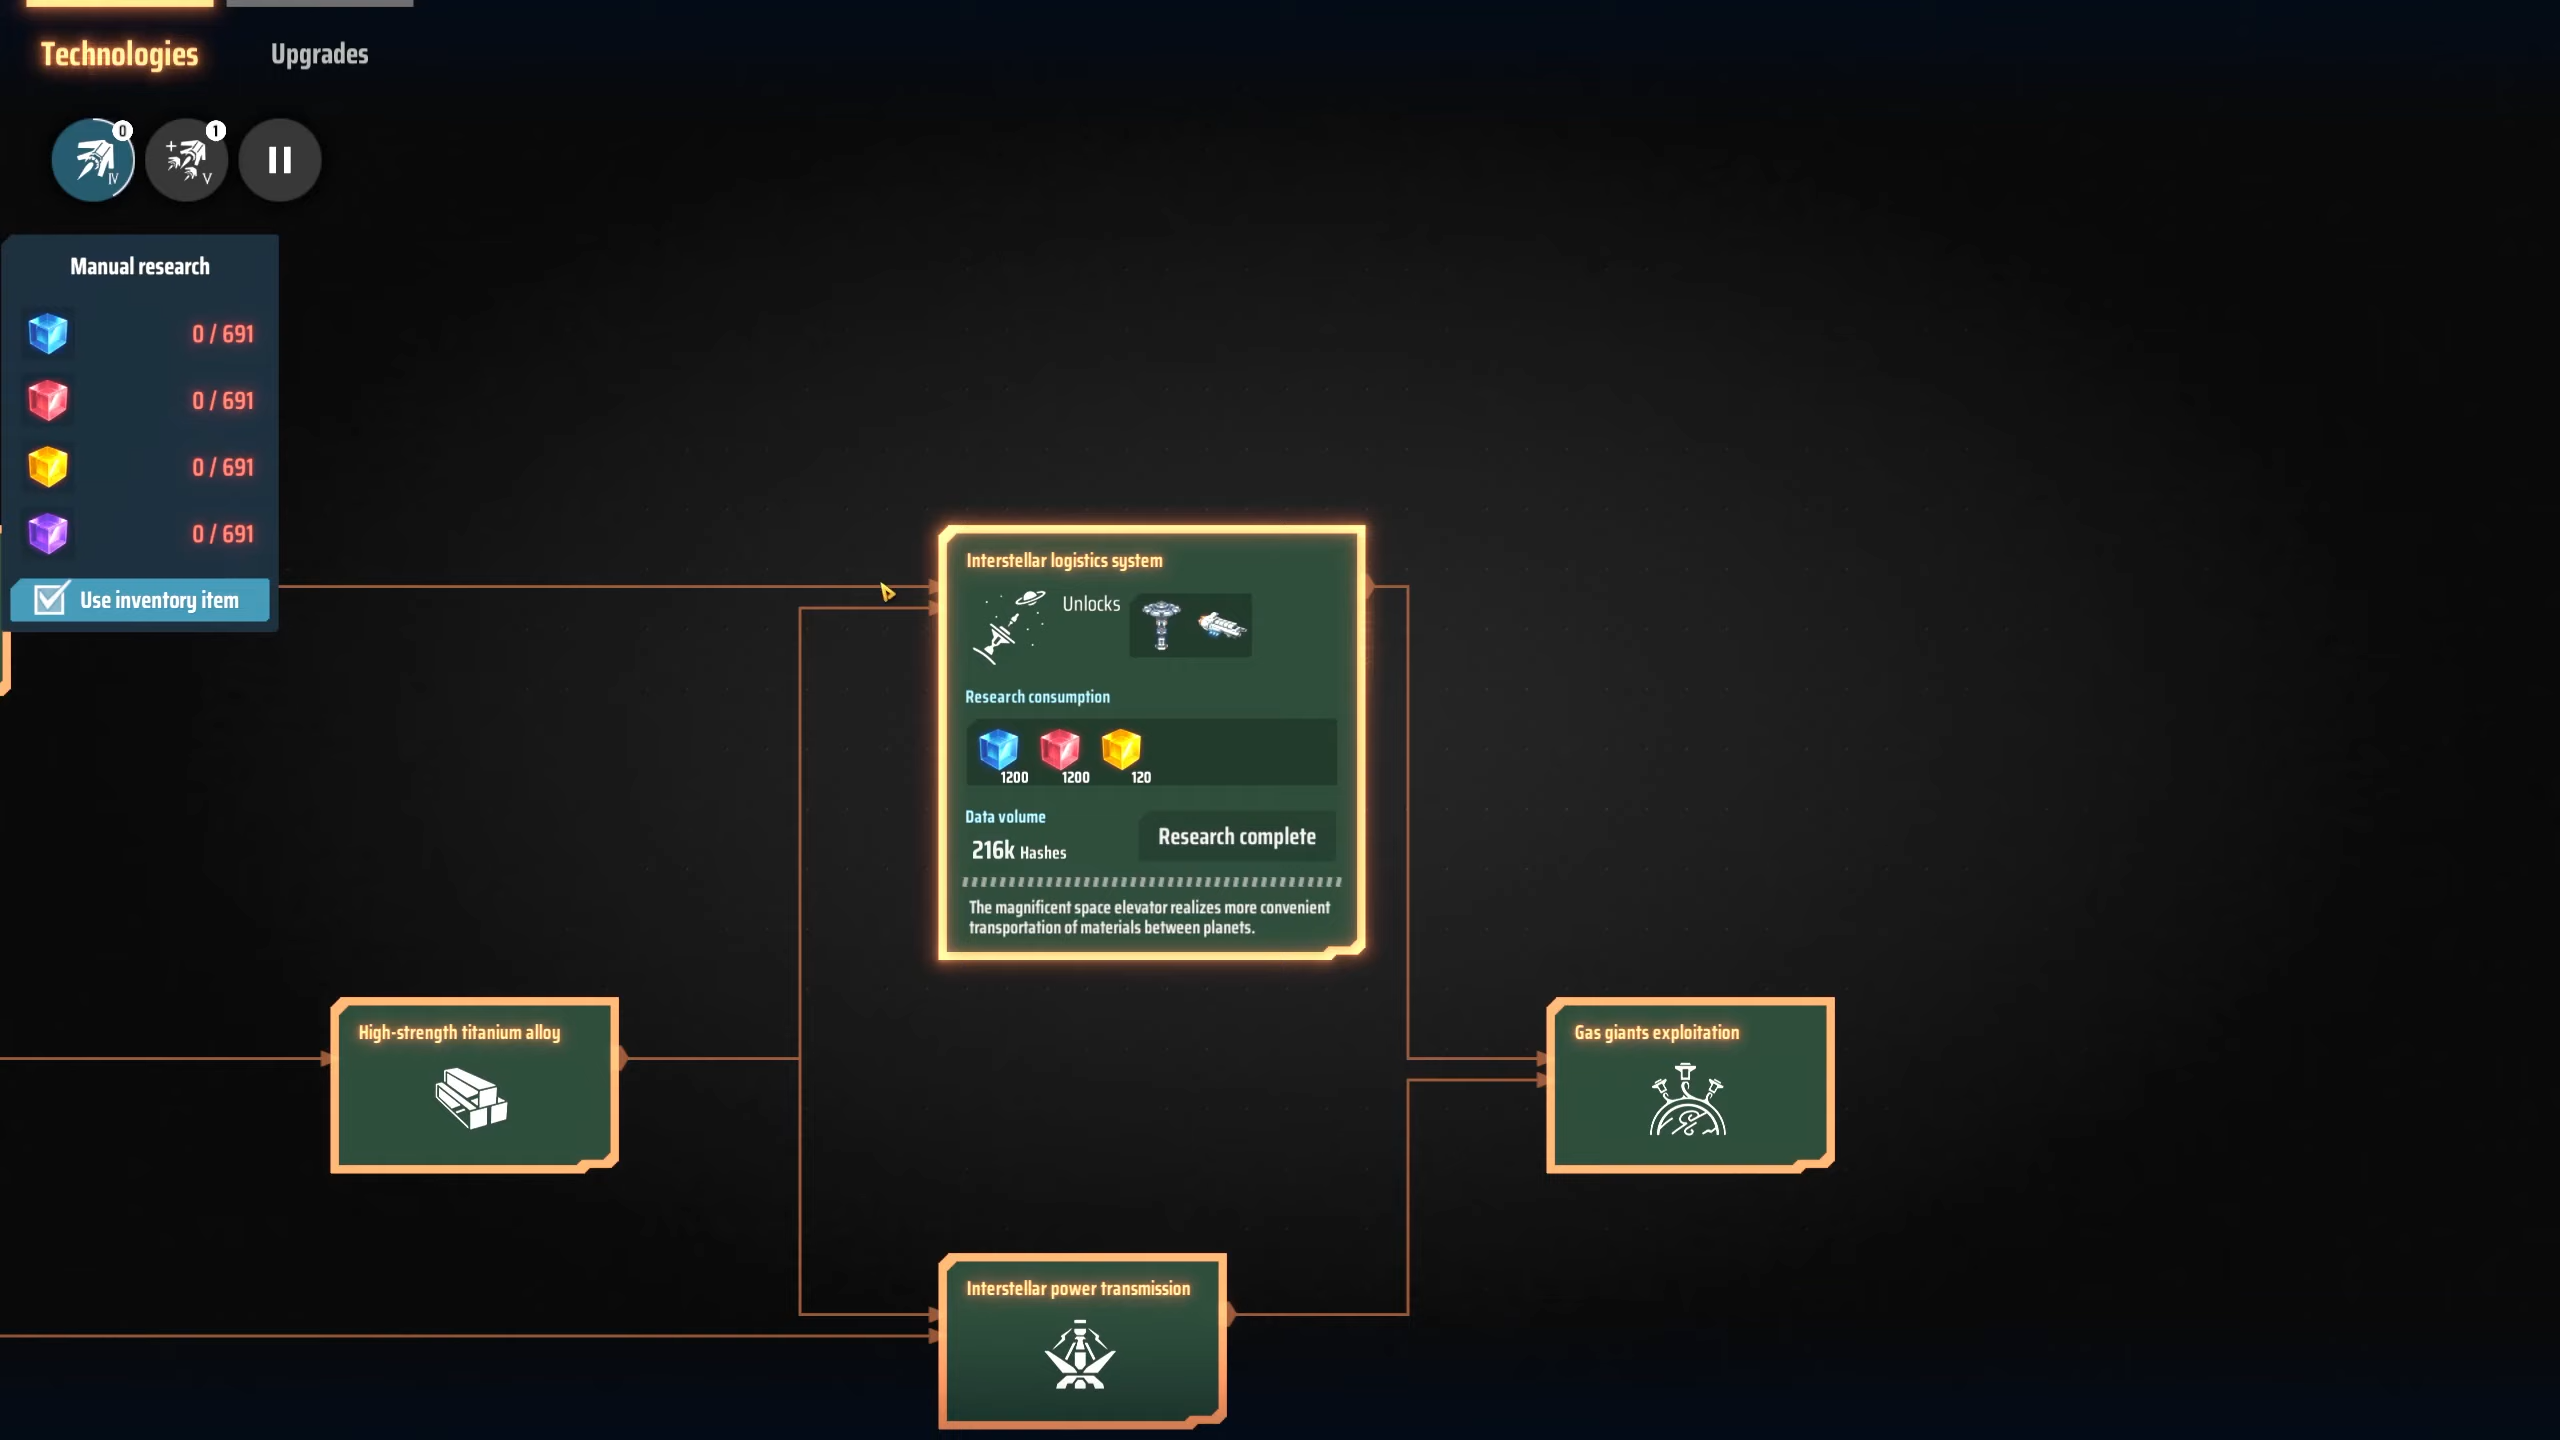 Technologies
Upgrades
0
IV
1
V
Manual research
0 / 691
0 / 691
0 / 691
0 / 691
Use inventory item
Interstellar logistics system
Unlocks
Research consumption
1200 1200 120
Data volume
216k Hashes
Research complete
The magnificent space elevator realizes more convenient
transportation of materials between planets.
High-strength titanium alloy
Gas giants exploitation
Interstellar power transmission